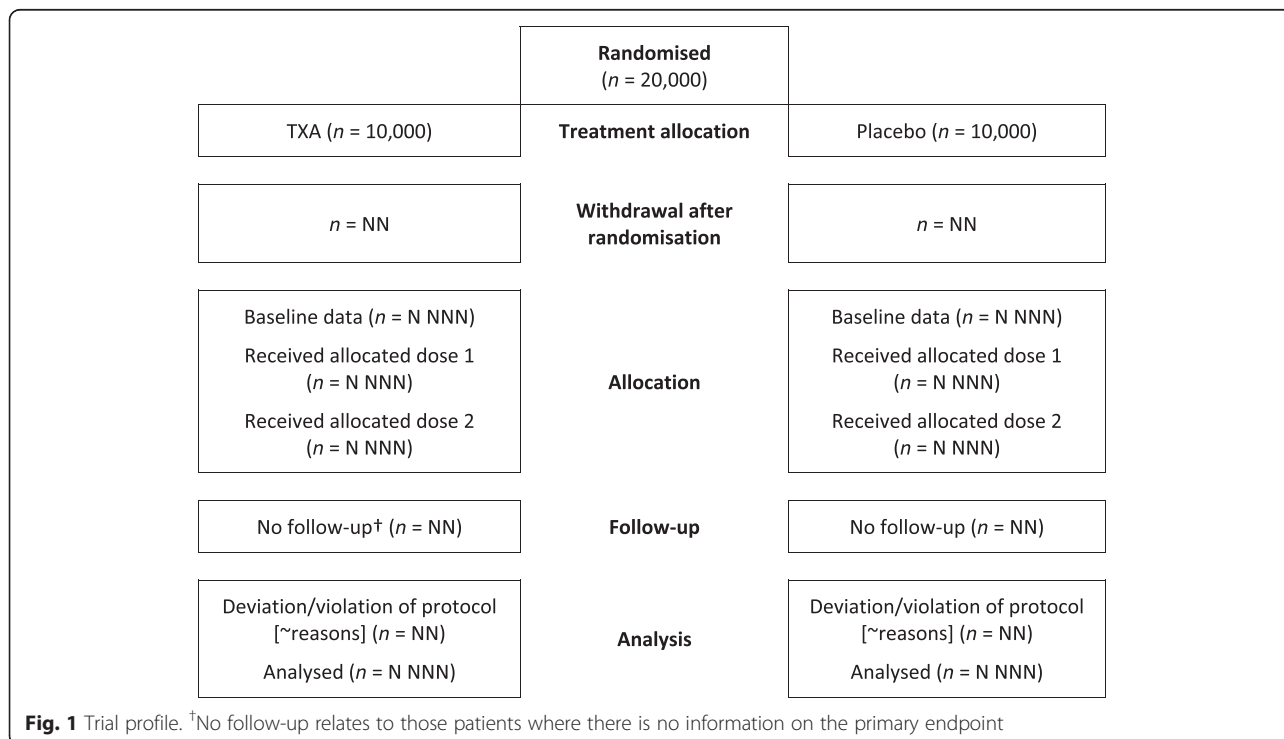 Randomised
(n = 20,000)
TXA (n = 10,000)
Treatment allocation
Placebo (n = 10,000)
n = NN
Withdrawal after
randomisation
n = NN
Baseline data (n = N NNN)
Received allocated dose 1
(n = N NNN)
Received allocated dose 2
(n = N NNN)
Allocation
Baseline data (n = N NNN)
Received allocated dose 1
(n = N NNN)
Received allocated dose 2
(n = N NNN)
No follow-up† (n = NN)
Follow-up
No follow-up (n = NN)
Deviation/violation of protocol
[~reasons] (n = NN)
Analysed (n = N NNN)
Analysis
Deviation/violation of protocol
[~reasons] (n = NN)
Analysed (n = N NNN)
Fig. 1 Trial profile. †No follow-up relates to those patients where there is no information on the primary endpoint